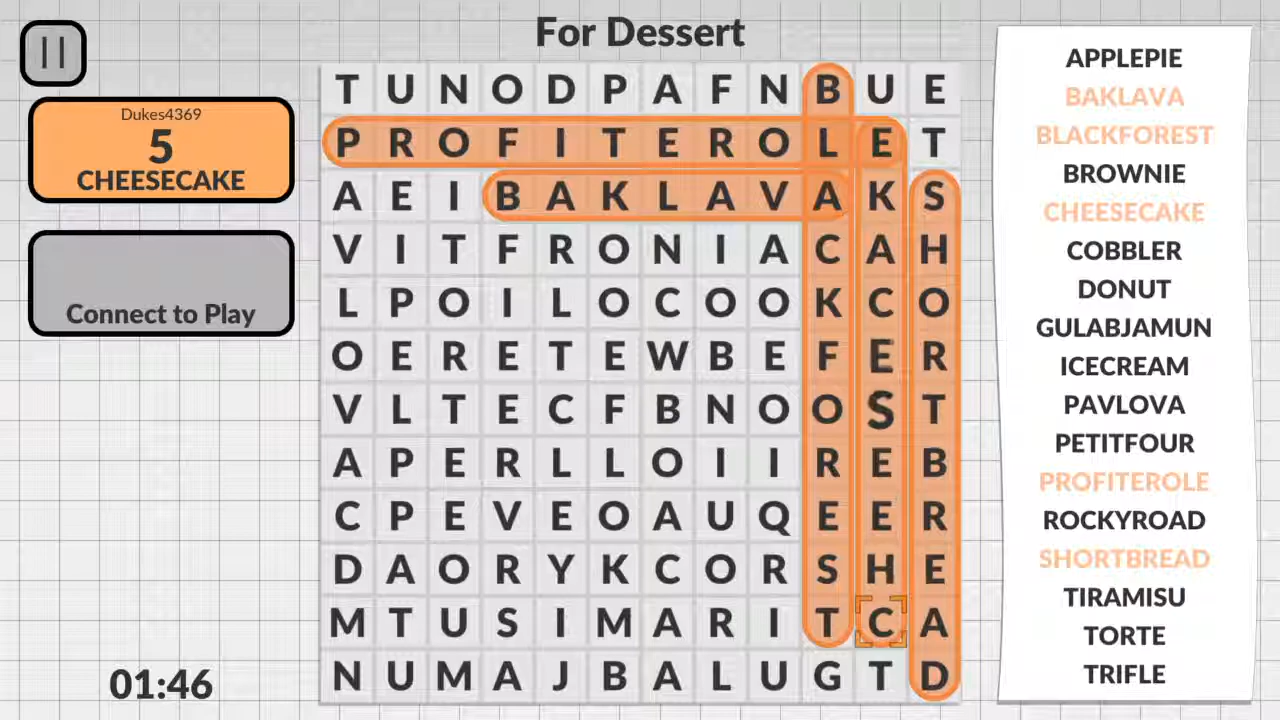 For Dessert
Dukes4369
5
CHEESECAKE
Connect to Play
01:46
T U N O D P A F N B U E
P R O F I T E R O L E T
A E I B A K L A V A K S
V I T F R O N I A C A H
L P O I L O C O O K C O
O E R E T E W B E F E R
V L T E C F B N O O S T
A P E R L L O I I R E B
C P E V E O A U Q E E R
D A O R Y K C O R S H E
M T U S I M A R I T C A
N U M A J B A L U G T D
APPLEPIE
BAKLAVA
BLACKFOREST
BROWNIE
CHEESECAKE
COBBLER
DONUT
GULABJAMUN
ICECREAM
PAVLOVA
PETITFOUR
PROFITEROLE
ROCKYROAD
SHORTBREAD
TIRAMISU
TORTE
TRIFLE